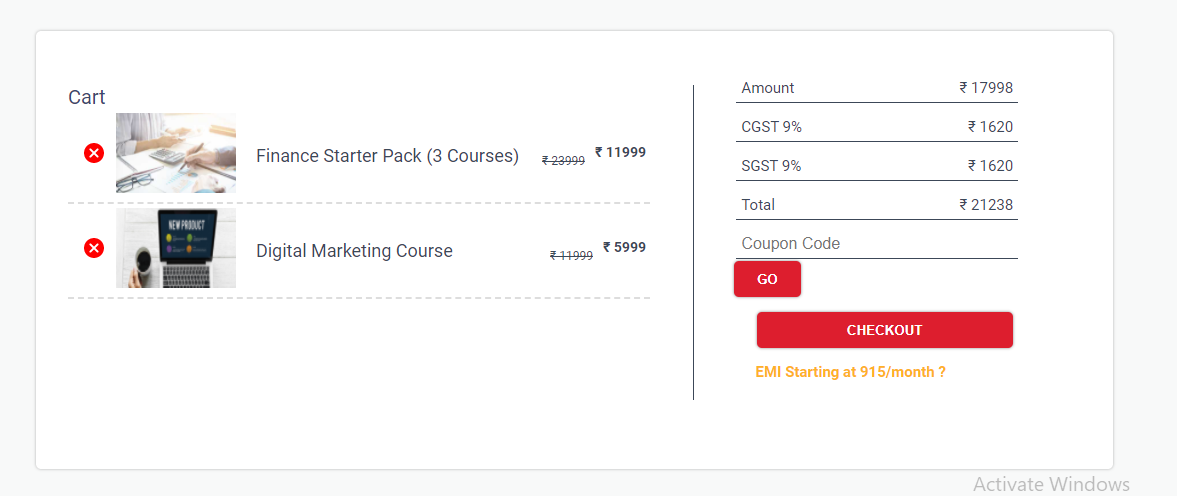 Cart
Finance Starter Pack (3 Courses) ₹ 23999 ₹ 11999
NEW PRODUCT
Digital Marketing Course ₹ 11999 ₹ 5999
Amount ₹ 17998
CGST 9% ₹ 1620
SGST 9% ₹ 1620
Total ₹ 21238
Coupon Code
GO
CHECKOUT
EMI Starting at 915/month ?
Activate Windows